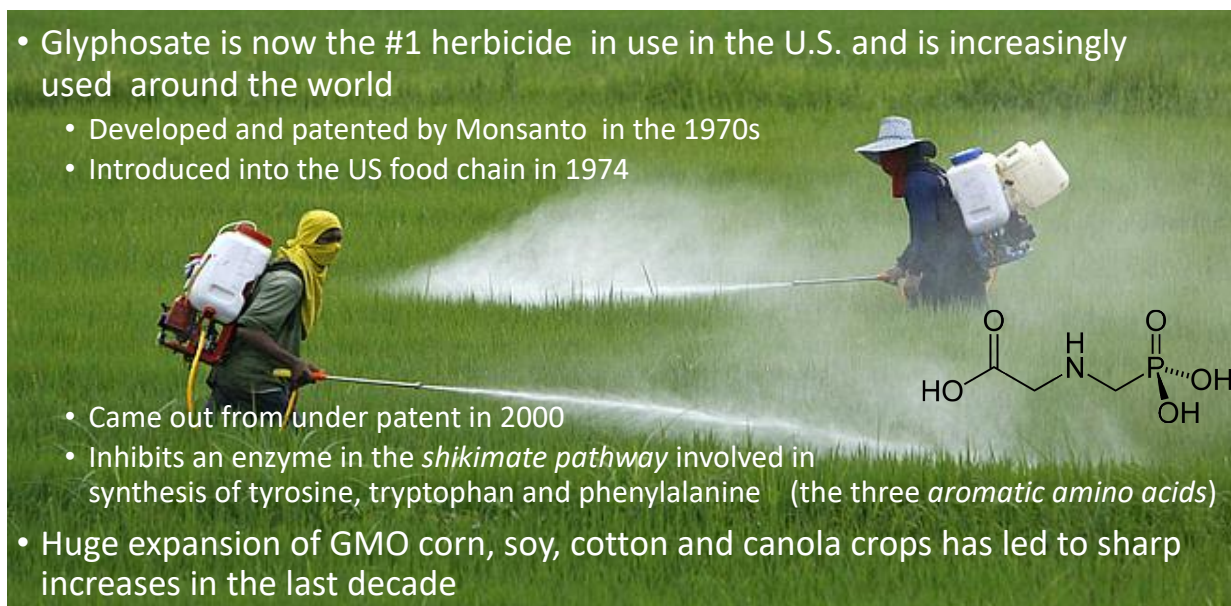 • Glyphosate is now the #1 herbicide  in use in the U.S. and is increasingly
used  around the world
• Developed and patented by Monsanto  in the 1970s
• Introduced into the US food chain in 1974
O
HO
H
N
O
P
OH
OH
• Came out from under patent in 2000
• Inhibits an enzyme in the shikimate pathway involved in
synthesis of tyrosine, tryptophan and phenylalanine   (the three aromatic amino acids)
• Huge expansion of GMO corn, soy, cotton and canola crops has led to sharp
increases in the last decade